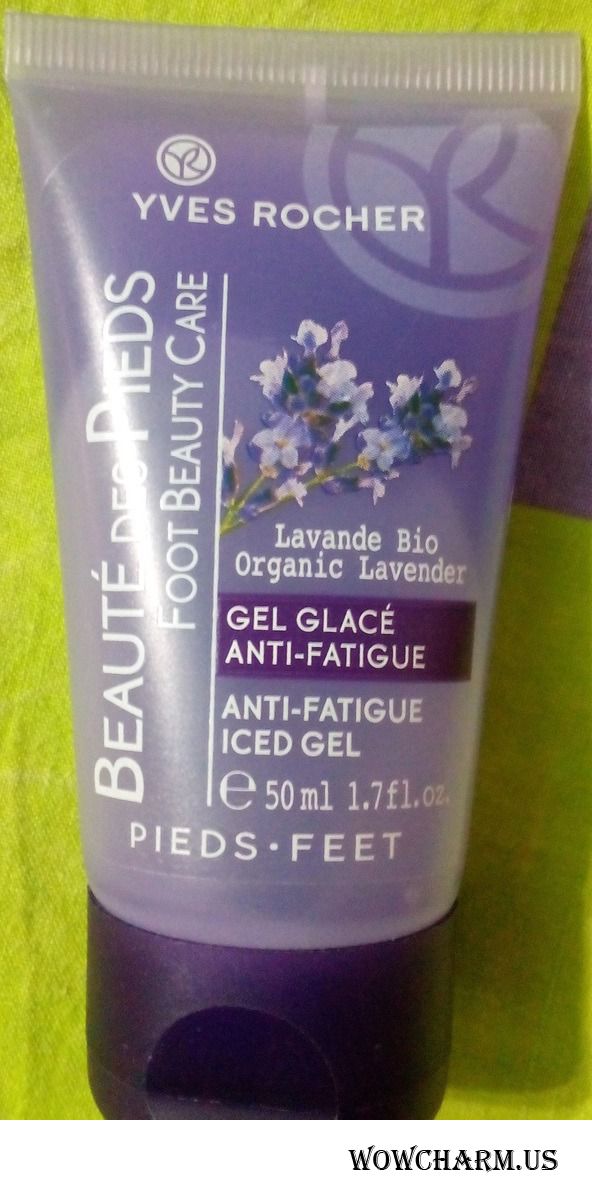 YVES ROCHER
BEAUTÉ DES PIEDS
FOOT BEAUTY CARE
Lavande Bio
Organic Lavender
GEL GLACÉ
ANTI-FATIGUE
ANTI-FATIGUE
ICED GEL
e 50 ml 1.7fl.oz.
PIEDS·FEET
WOWCHARM.US